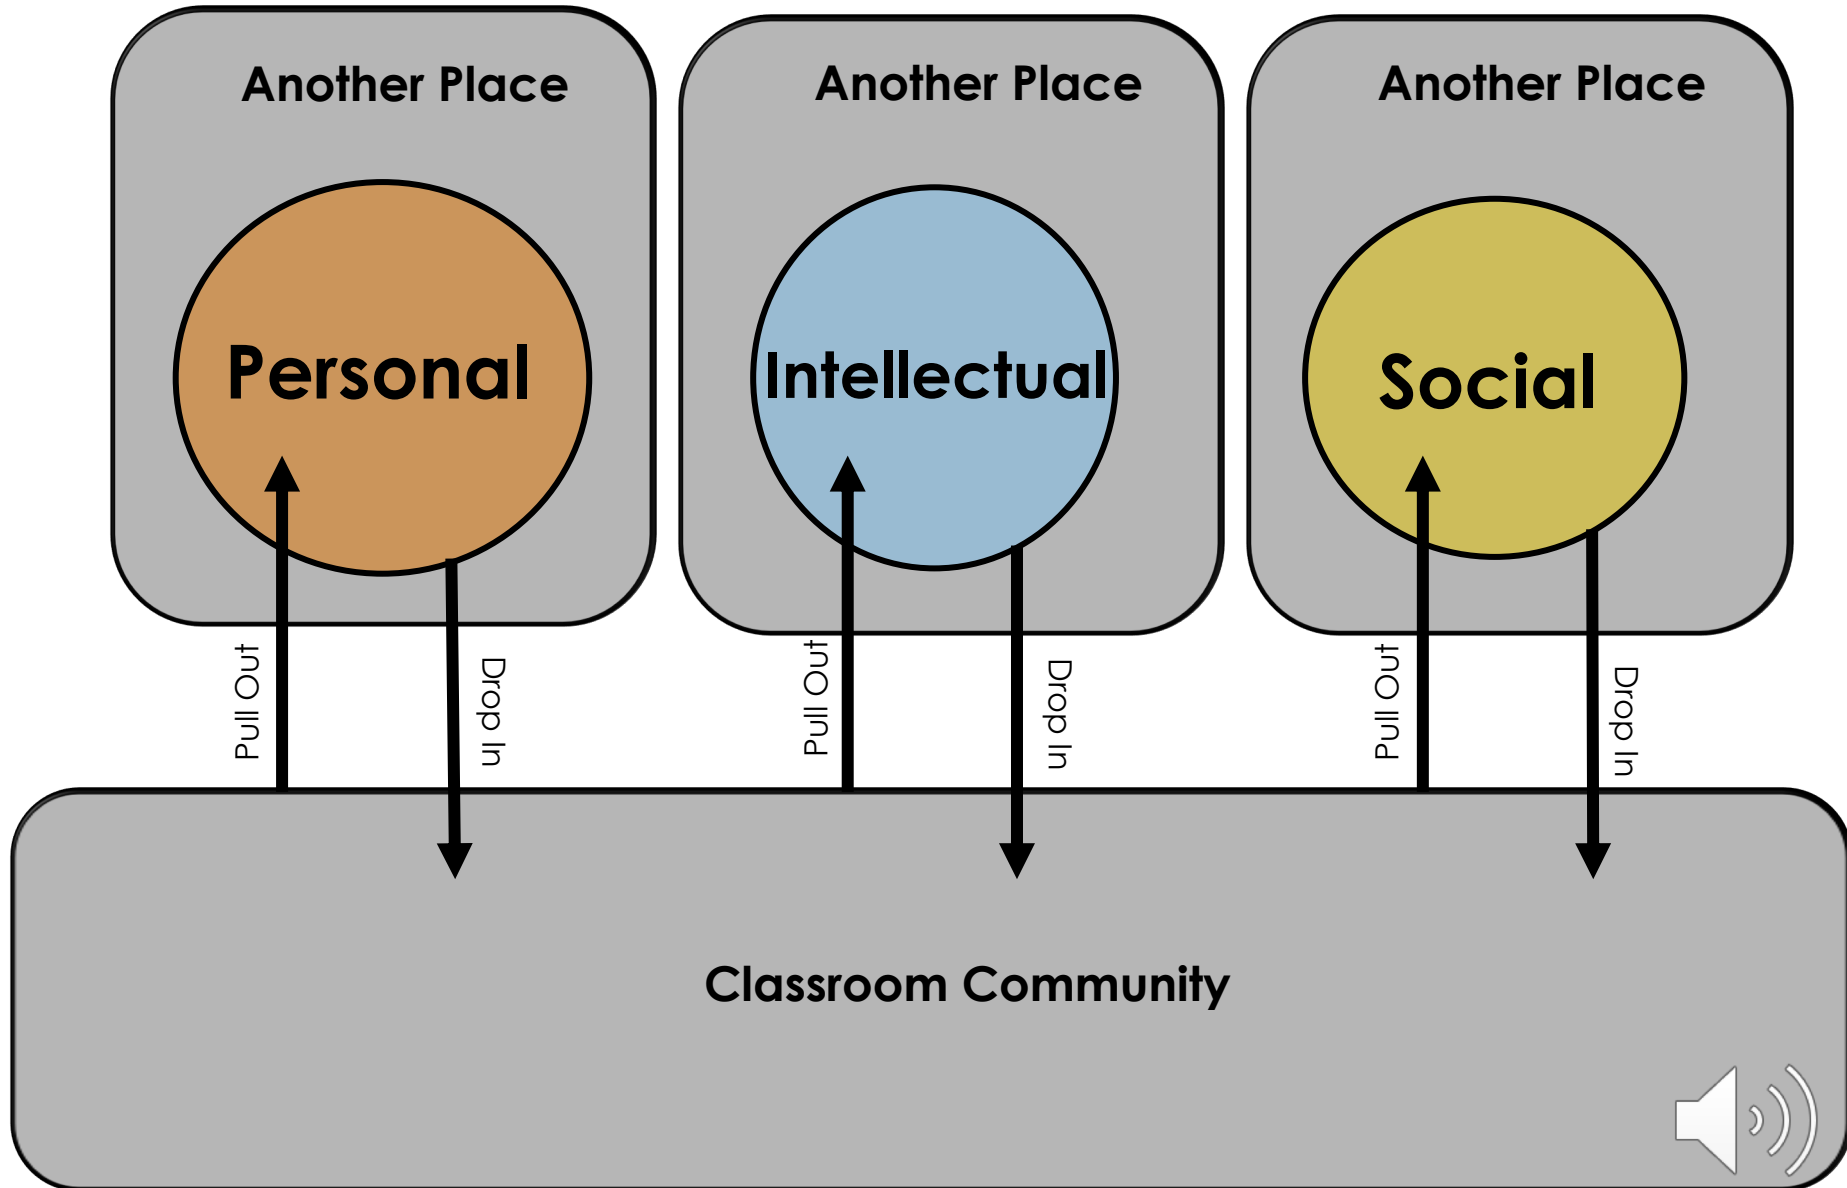 Another Place
Another Place
Another Place
Personal
Intellectual
Social
Pull Out
Drop In
Pull Out
Drop In
Pull Out
Drop In
Classroom Community